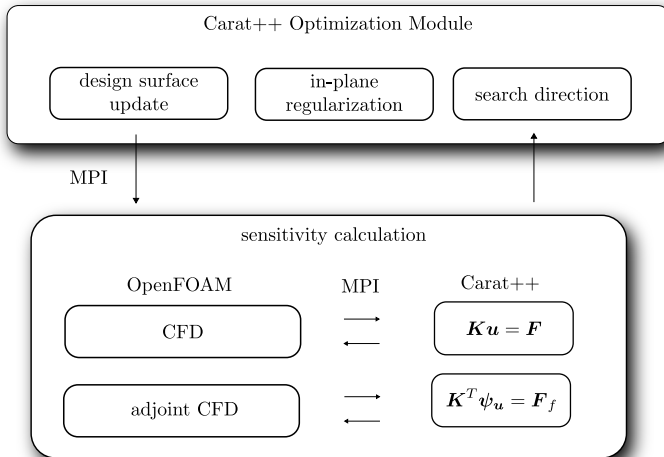 Carat++ Optimization Module
design surface
update
in-plane
regularization
search direction
MPI
sensitivity calculation
OpenFOAM
MPI
Carat++
CFD
Ku = F
adjoint CFD
K^T ψ_u = F_f